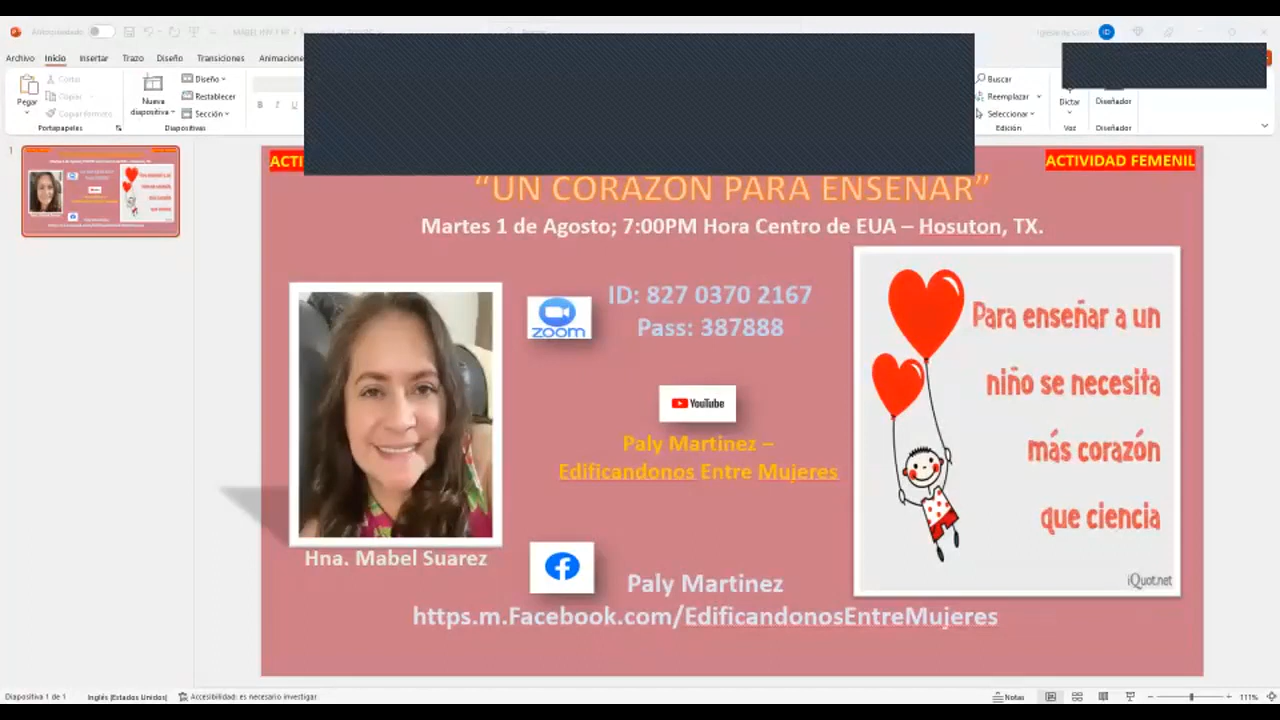 Archivo Inicio Insertar Trazo Diseño Transiciones Animacione
Pegar
Cortar
Copiar
Copiar formato
Portapapeles
Nueva
diapositiva
Diseño
Restablecer
Sección
Diapositivas
Buscar
Reemplazar
Seleccionar
Edición
Dictar
Voz
Diseñador
Diseñador
1
ACTI
ACTIVIDAD FEMENIL
“UN CORAZON PARA ENSEÑAR”
Martes 1 de Agosto; 7:00PM Hora Centro de EUA – Hosuton, TX.
zoom
ID: 827 0370 2167
Pass: 387888
YouTube
Paly Martinez –
Edificandonos Entre Mujeres
Hna. Mabel Suarez
Paly Martinez
https.m.Facebook.com/EdificandonosEntreMujeres
Para enseñar a un
niño se necesita
más corazón
que ciencia
iQuot.net
Diapositiva 1 de 1 Inglés (Estados Unidos) Accesibilidad: es necesario investigar
Notas
111%